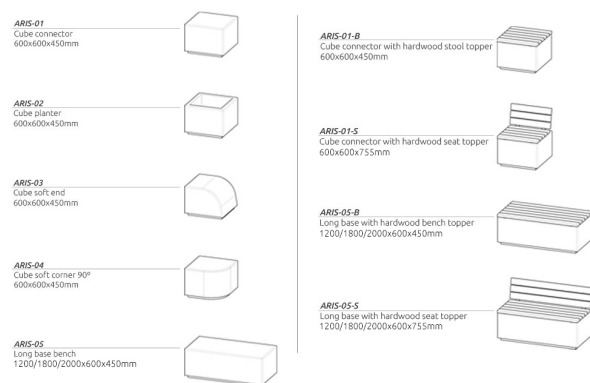 ARIS-01
Cube connector
600x600x450mm
ARIS-02
Cube planter
600x600x450mm
ARIS-03
Cube soft end
600x600x450mm
ARIS-04
Cube soft corner 90º
600x600x450mm
ARIS-05
Long base bench
1200/1800/2000x600x450mm
ARIS-01-B
Cube connector with hardwood stool topper
600x600x450mm
ARIS-01-S
Cube connector with hardwood seat topper
600x600x755mm
ARIS-05-B
Long base with hardwood bench topper
1200/1800/2000x600x450mm
ARIS-05-S
Long base with hardwood seat topper
1200/1800/2000x600x755mm